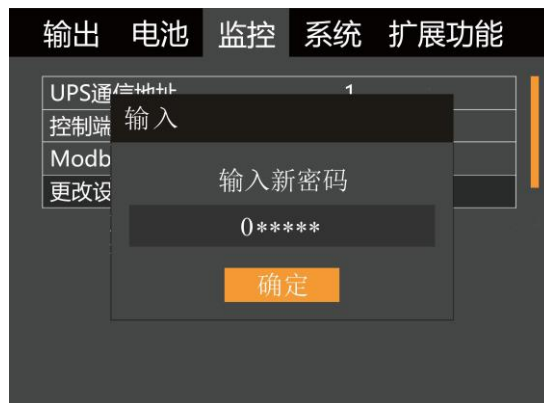 输出 电池 监控 系统 扩展功能
UPS通信地址 1
控制端
输入
Modb
输入新密码
更改设
0*****
确定